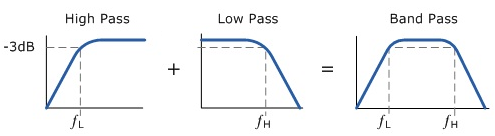 High Pass Low Pass Band Pass
-3dB
+ =
fL fH fL fH